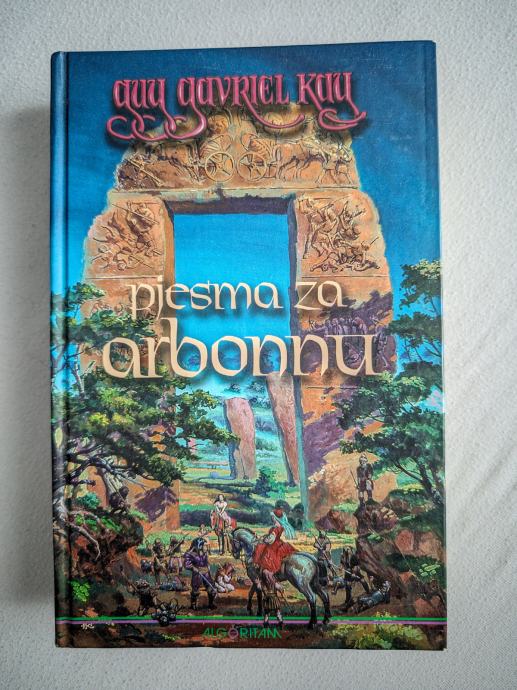 guy gavriel kay
pjesma za
arbonnu
ALGORITAM